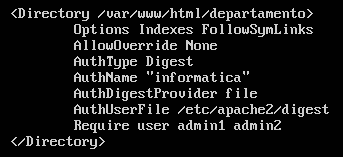 <Directory /var/www/html/departamento>
        Options Indexes FollowSymLinks
        AllowOverride None
        AuthType Digest
        AuthName "informatica"
        AuthDigestProvider file
        AuthUserFile /etc/apache2/digest
        Require user admin1 admin2
</Directory>